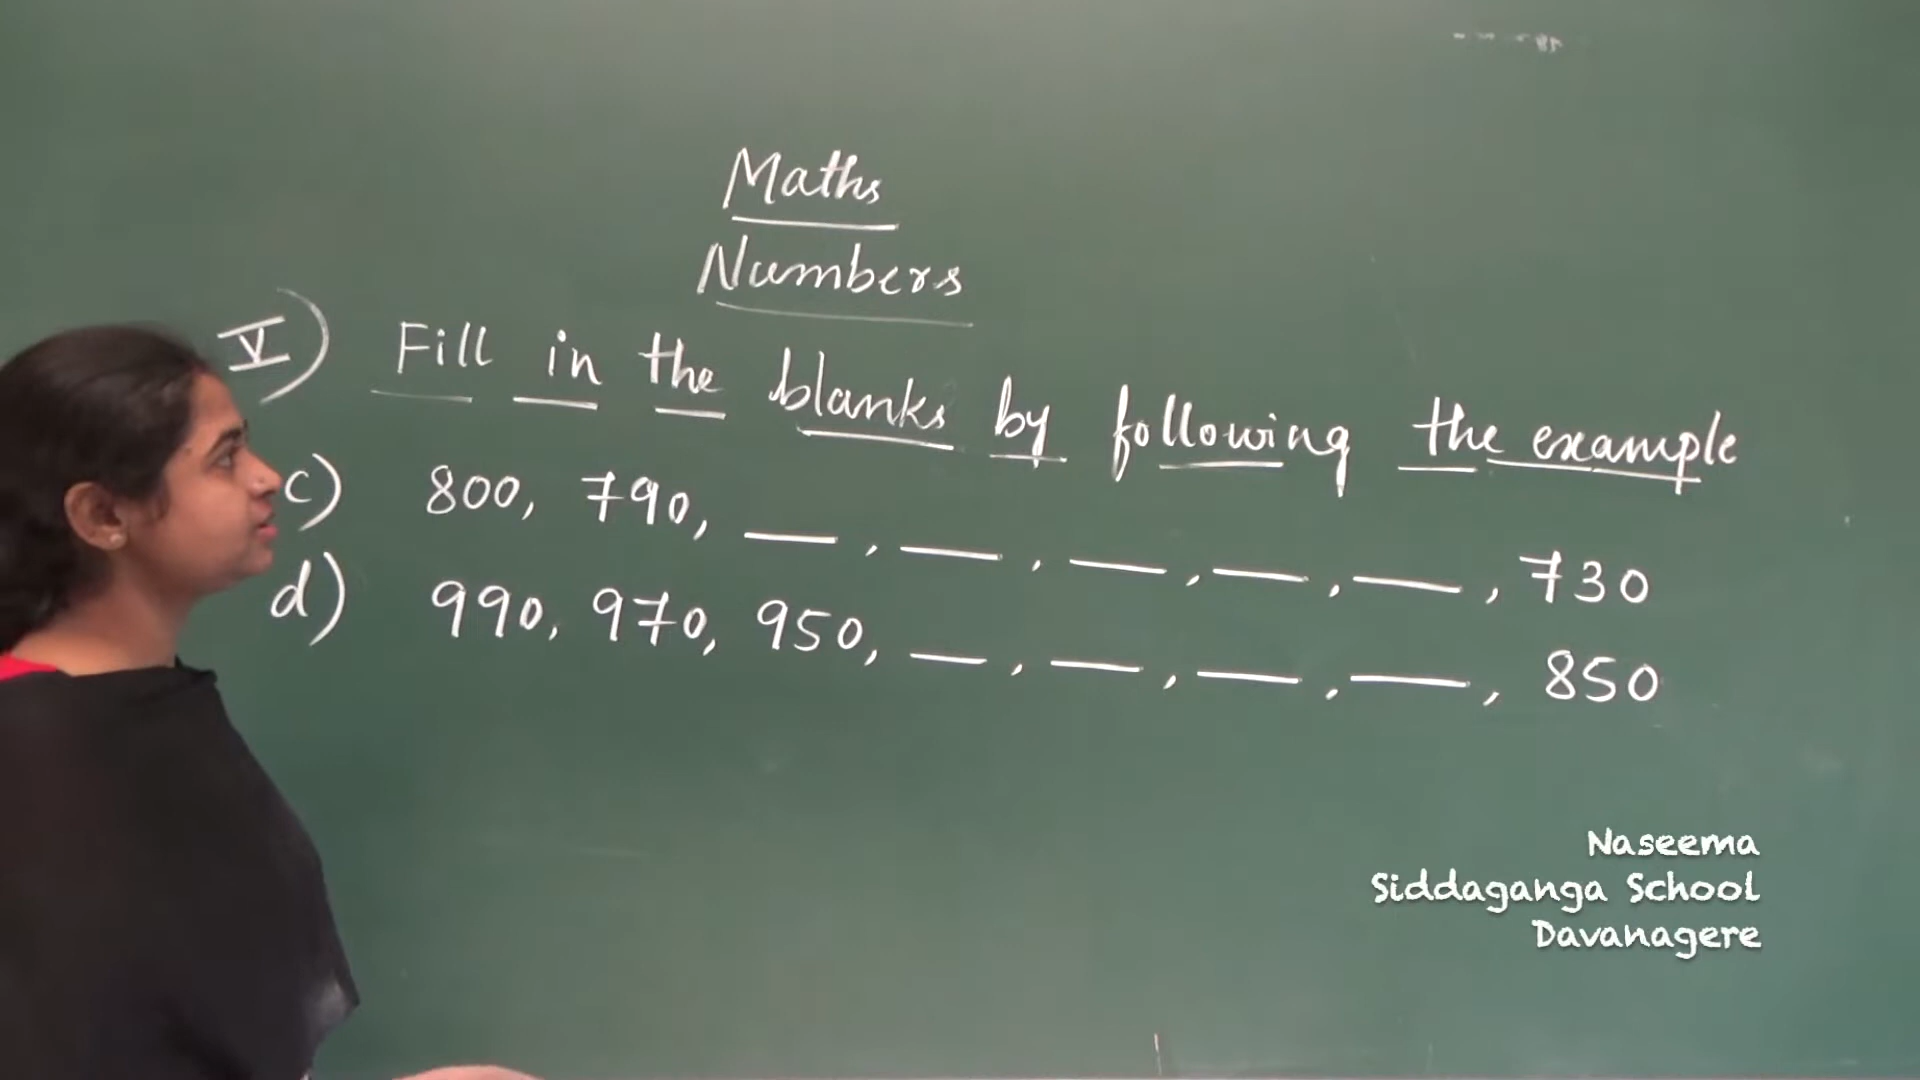 Maths
Numbers
V) Fill in the blanks by following the example
c) 800, 790, __, __, __, __, __, 730
d) 990, 970, 950, __, __, __, __, 850
Naseema
Siddaganga School
Davanagere